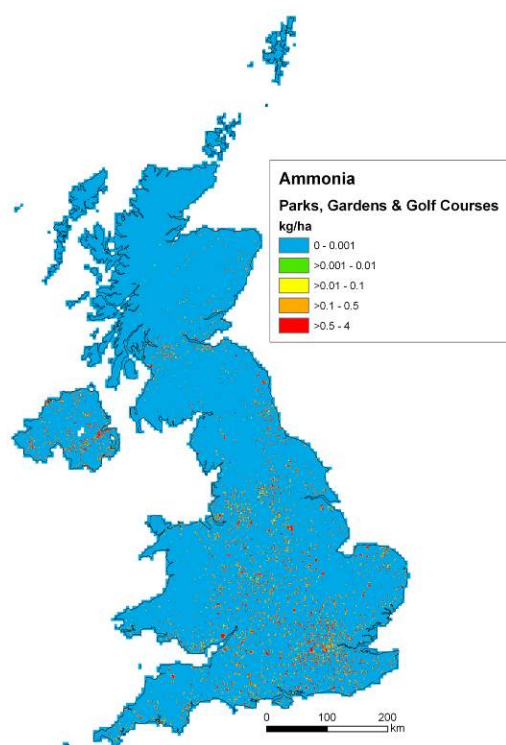 Ammonia
Parks, Gardens & Golf Courses
kg/ha
0 - 0.001
>0.001 - 0.01
>0.01 - 0.1
>0.1 - 0.5
>0.5 - 4
0 100 200
km